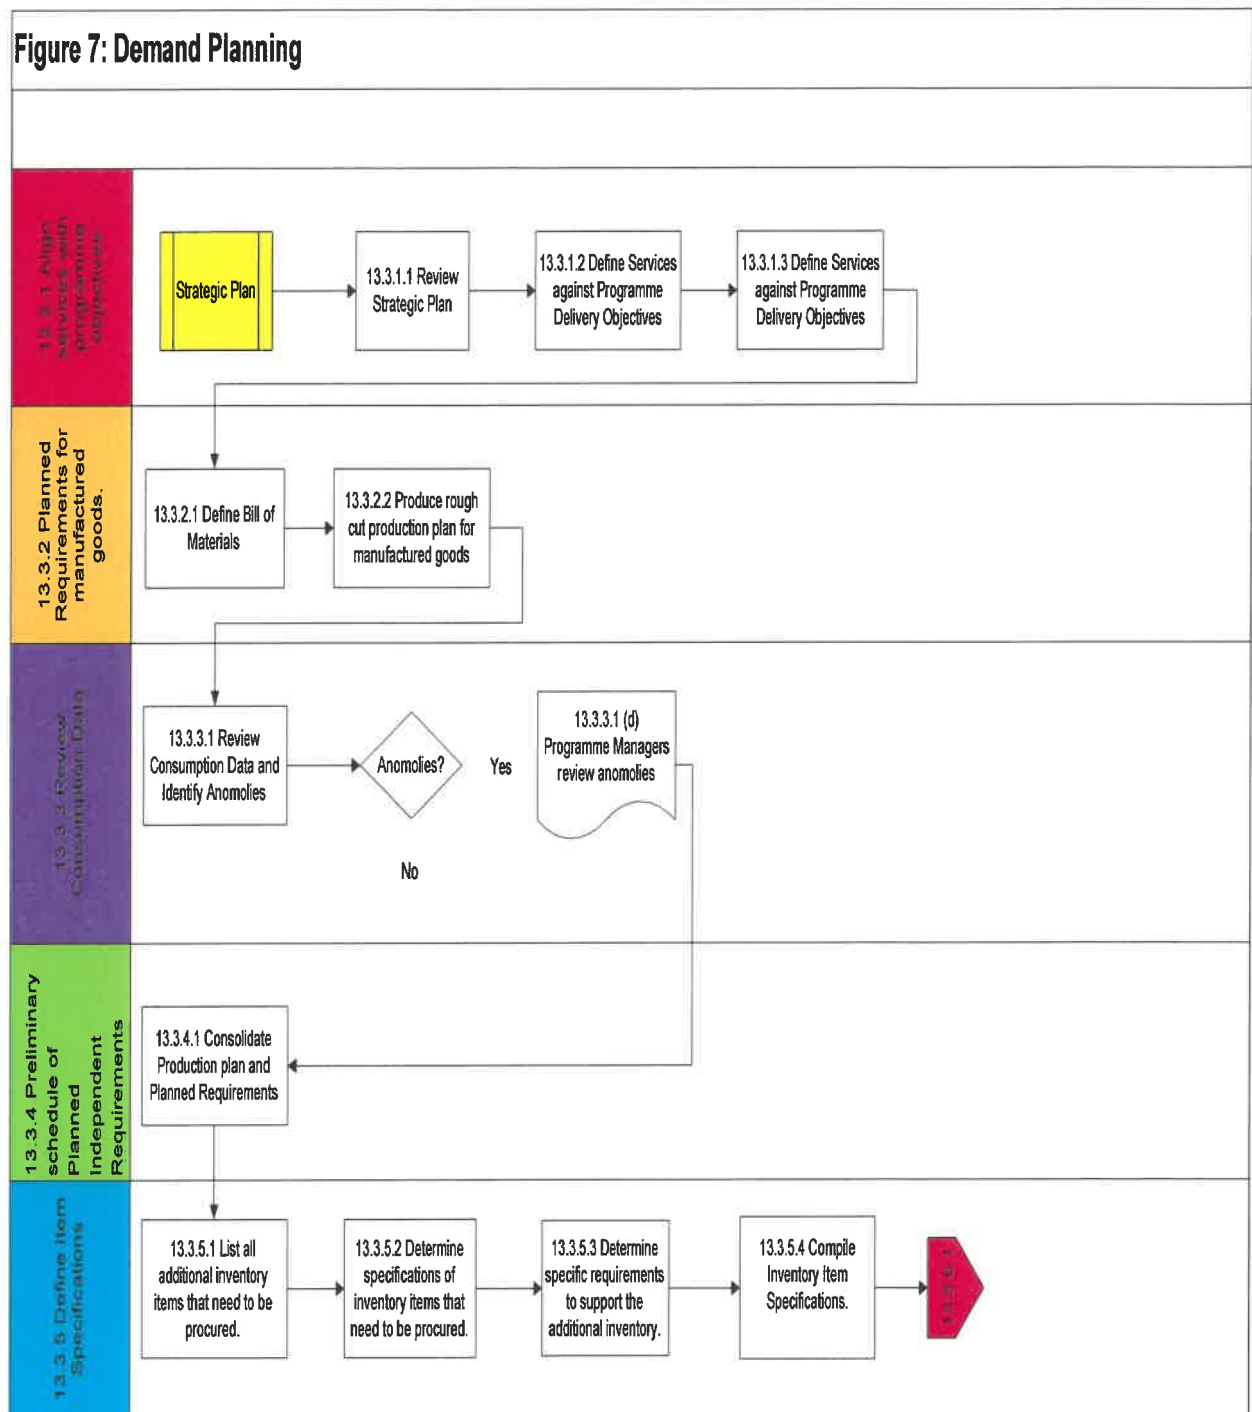 Figure 7: Demand Planning
13.3.1 Align
services with
programme
objectives
Strategic Plan
13.3.1.1 Review
Strategic Plan
13.3.1.2 Define Services
against Programme
Delivery Objectives
13.3.1.3 Define Services
against Programme
Delivery Objectives
13.3.2 Planned
Requirements for
manufactured
goods.
13.3.2.1 Define Bill of
Materials
13.3.2.2 Produce rough
cut production plan for
manufactured goods
13.3.3 Review
Consumption Data
13.3.3.1 Review
Consumption Data and
Identify Anomolies
Anomolies?
Yes
No
13.3.3.1 (d)
Programme Managers
review anomolies
13.3.4 Preliminary
schedule of
Planned
Independent
Requirements
13.3.4.1 Consolidate
Production plan and
Planned Requirements
13.3.5 Define Item
Specifications
13.3.5.1 List all
additional inventory
items that need to be
procured.
13.3.5.2 Determine
specifications of
inventory items that
need to be procured.
13.3.5.3 Determine
specific requirements
to support the
additional inventory.
13.3.5.4 Compile
Inventory Item
Specifications.